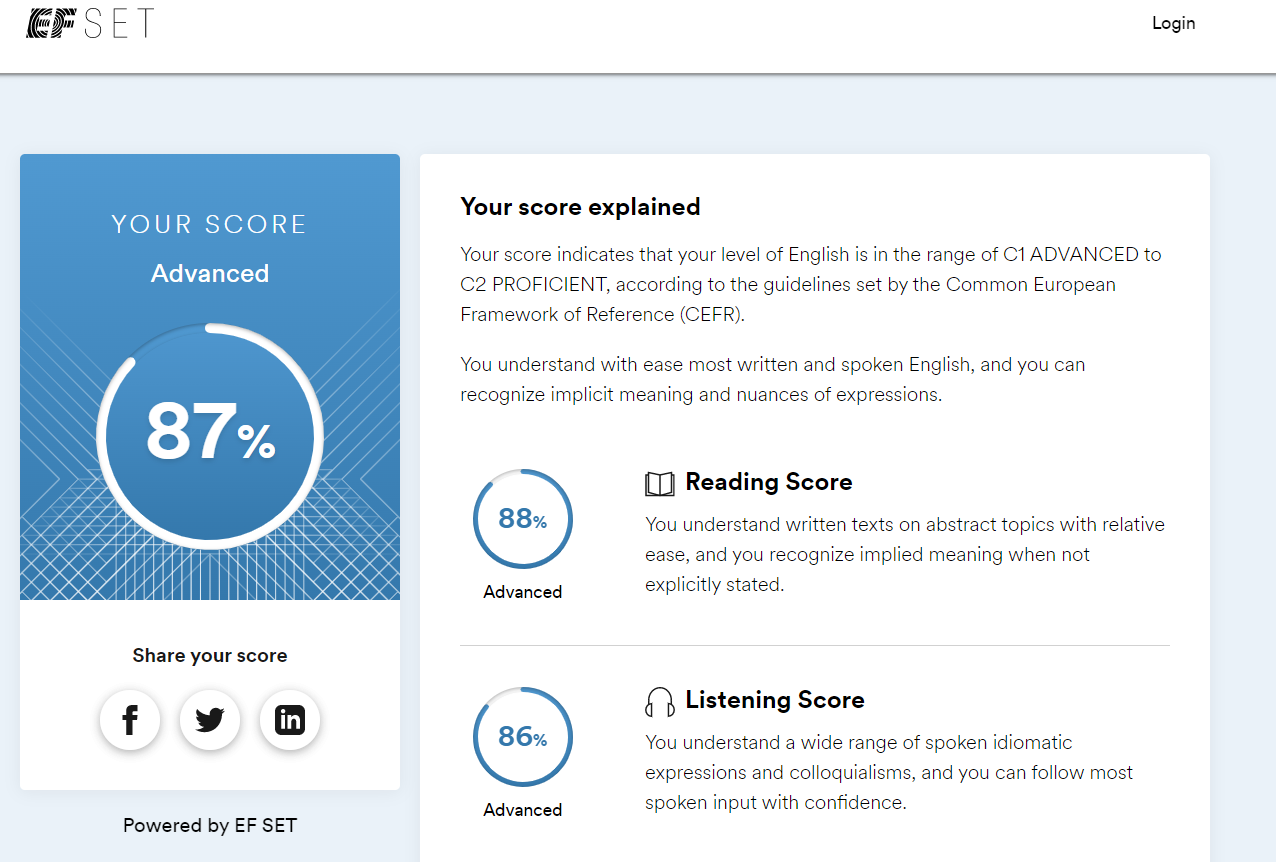 EF SET
Login
YOUR SCORE
Advanced
87%
Share your score
Powered by EF SET
Your score explained
Your score indicates that your level of English is in the range of C1 ADVANCED to
C2 PROFICIENT, according to the guidelines set by the Common European
Framework of Reference (CEFR).
You understand with ease most written and spoken English, and you can
recognize implicit meaning and nuances of expressions.
88%
Advanced
Reading Score
You understand written texts on abstract topics with relative
ease, and you recognize implied meaning when not
explicitly stated.
86%
Advanced
Listening Score
You understand a wide range of spoken idiomatic
expressions and colloquialisms, and you can follow most
spoken input with confidence.